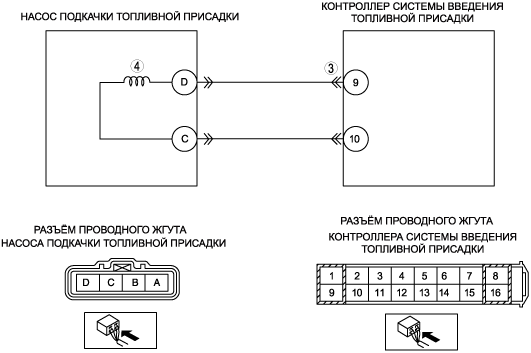 НАСОС ПОДКАЧКИ ТОПЛИВНОЙ ПРИСАДКИ
КОНТРОЛЛЕР СИСТЕМЫ ВВЕДЕНИЯ
ТОПЛИВНОЙ ПРИСАДКИ
4
D
3
9
C
10
РАЗЪЁМ ПРОВОДНОГО ЖГУТА
НАСОСА ПОДКАЧКИ ТОПЛИВНОЙ ПРИСАДКИ
РАЗЪЁМ ПРОВОДНОГО ЖГУТА
КОНТРОЛЛЕРА СИСТЕМЫ ВВЕДЕНИЯ
ТОПЛИВНОЙ ПРИСАДКИ
D C B A
1 2 3 4 5 6 7 8
9 10 11 12 13 14 15 16